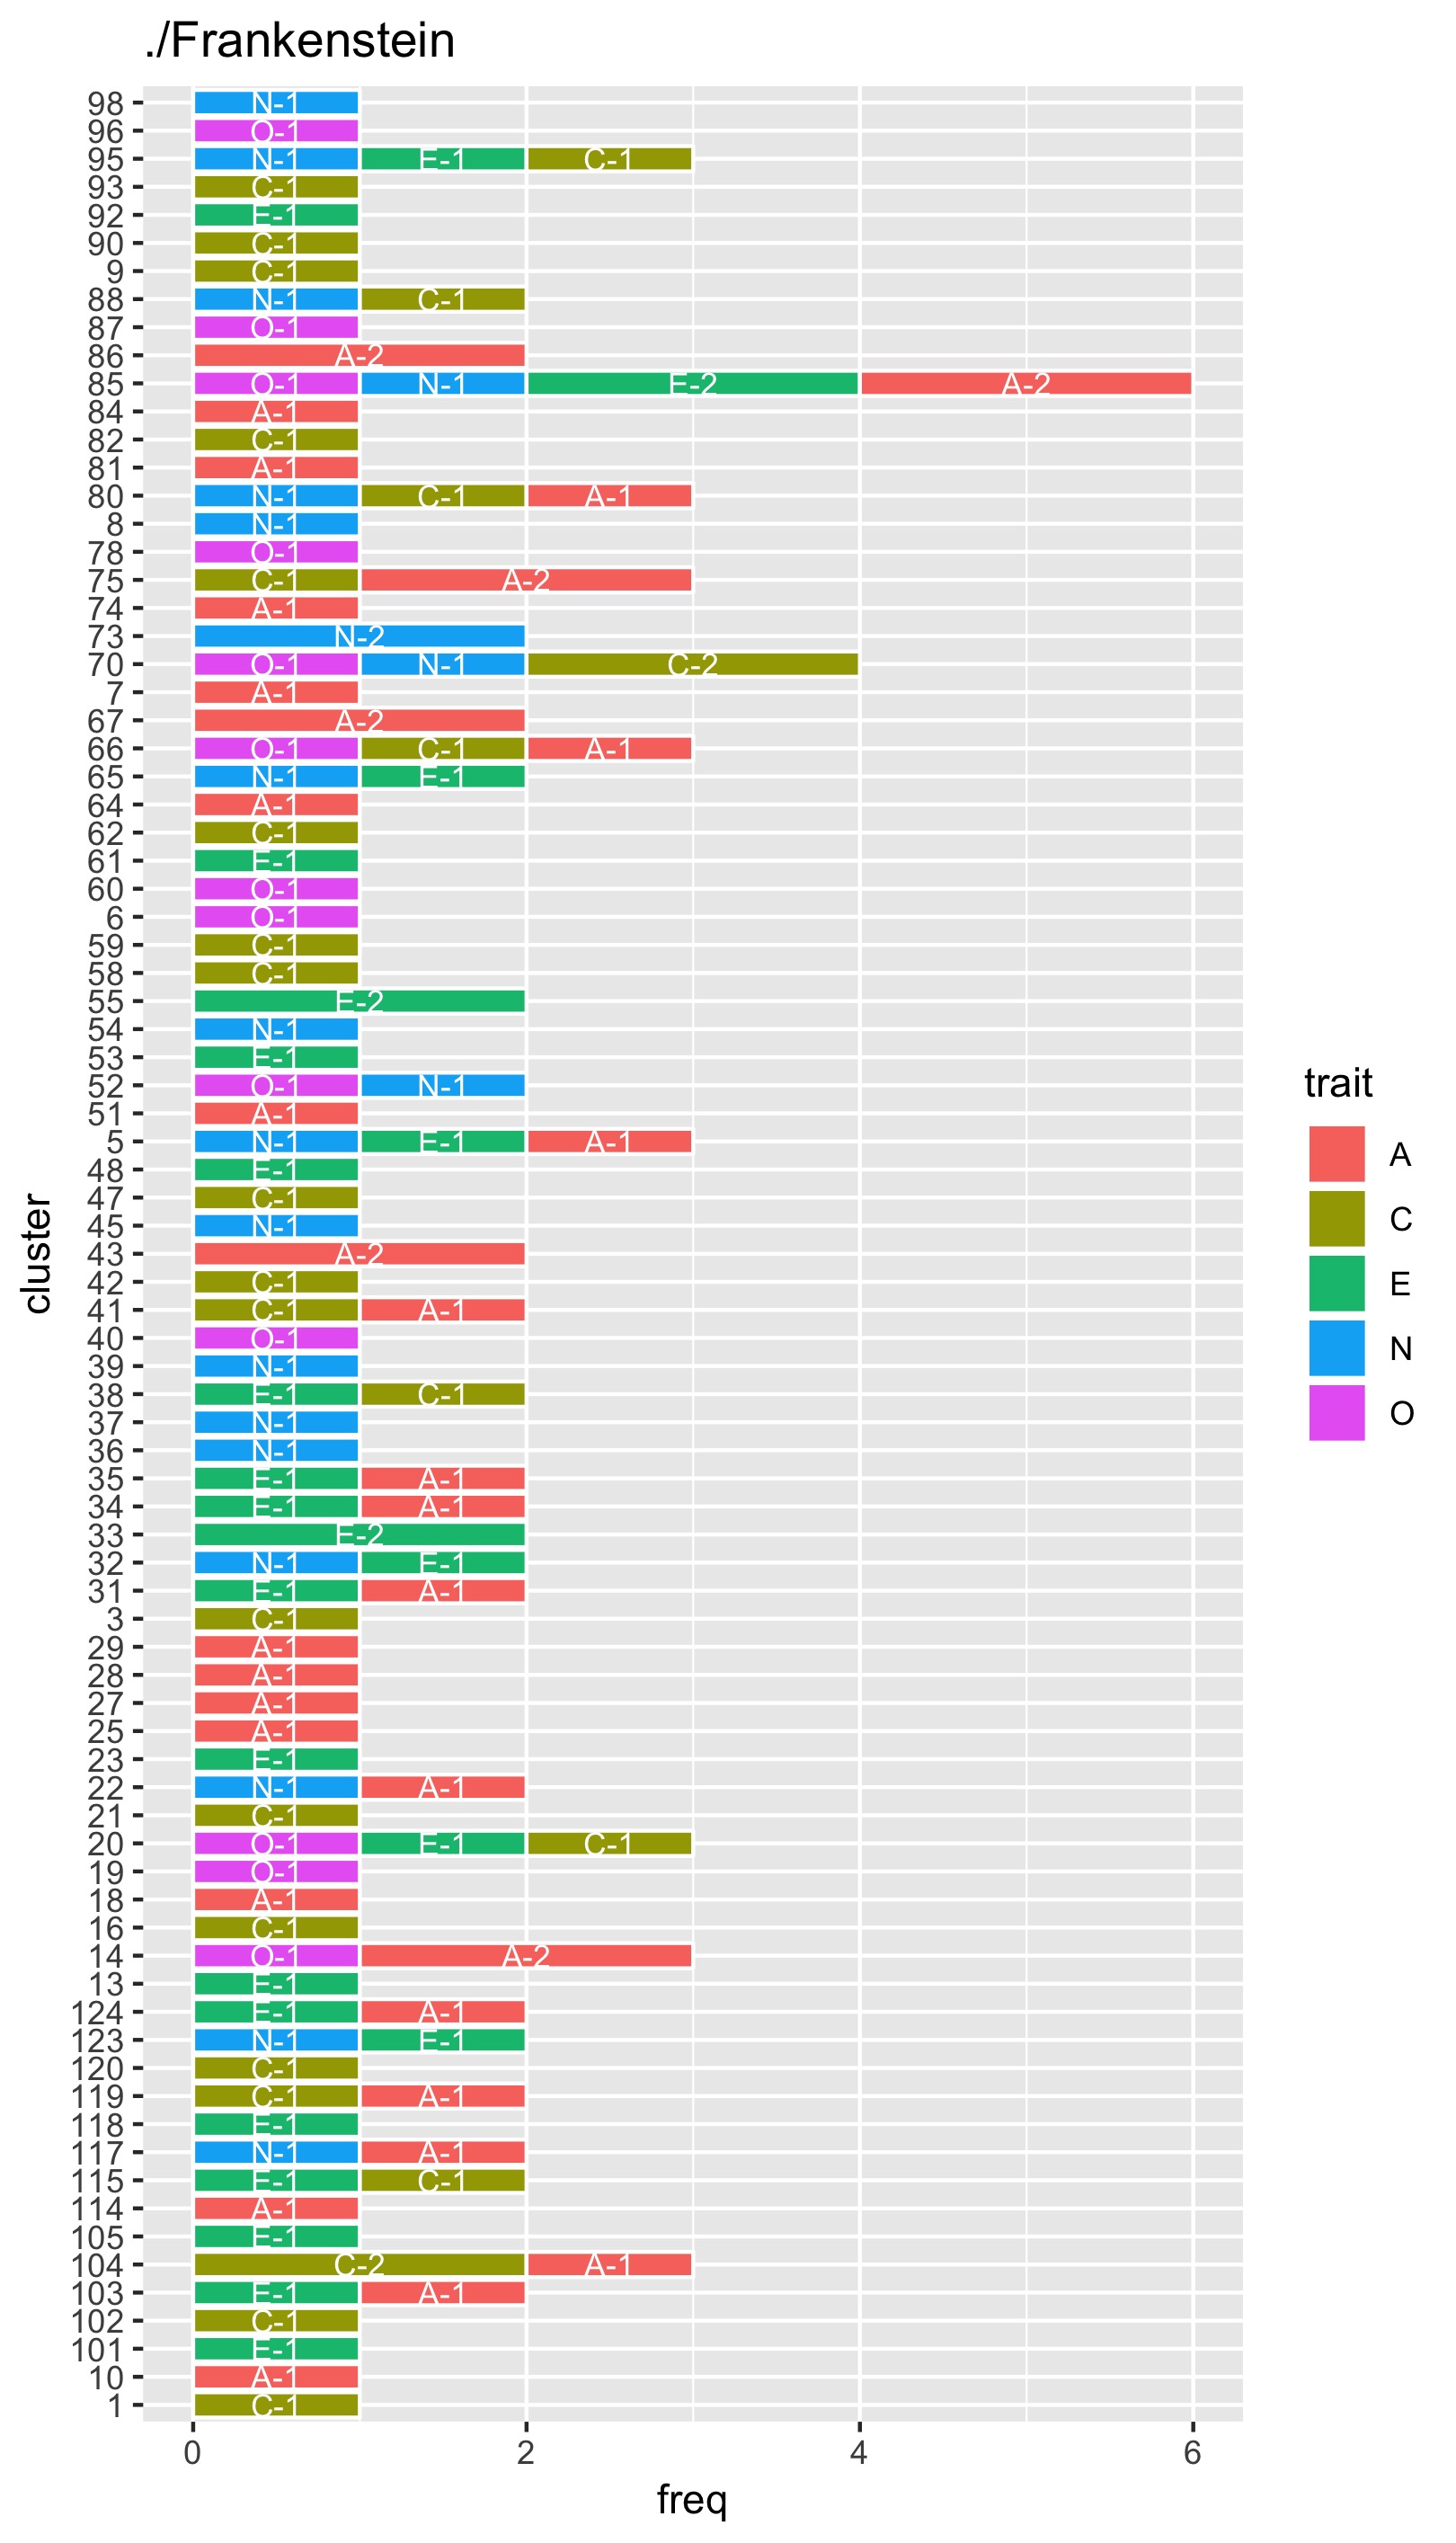 ./Frankenstein
98 N-1
96 O-1
95 N-1 E-1 C-1
93 C-1
92 E-1
90 C-1
9 C-1
88 N-1 C-1
87 O-1
86 A-2
85 O-1 N-1 E-2 A-2
84 A-1
82 C-1
81 A-1
80 N-1 C-1 A-1
8 N-1
78 O-1
75 C-1 A-2
74 A-1
73 N-2
70 O-1 N-1 C-2
7 A-1
67 A-2
66 O-1 C-1 A-1
65 N-1 E-1
64 A-1
62 C-1
61 E-1
60 O-1
6 O-1
59 C-1
58 C-1
55 E-2
54 N-1
53 E-1
52 O-1 N-1
51 A-1
5 N-1 E-1 A-1
48 E-1
47 C-1
45 N-1
43 A-2
42 C-1
41 C-1 A-1
40 O-1
39 N-1
38 E-1 C-1
37 N-1
36 N-1
35 E-1 A-1
34 E-1 A-1
33 E-2
32 N-1 E-1
31 E-1 A-1
3 C-1
29 A-1
28 A-1
27 A-1
25 A-1
23 E-1
22 N-1 A-1
21 C-1
20 O-1 E-1 C-1
19 O-1
18 A-1
16 C-1
14 O-1 A-2
13 E-1
124 E-1 A-1
123 N-1 E-1
120 C-1
119 C-1 A-1
118 E-1
117 N-1 A-1
115 E-1 C-1
114 A-1
105 E-1
104 C-2 A-1
103 E-1 A-1
102 C-1
101 E-1
10 A-1
1 C-1
0 2 4 6
freq
cluster
trait
A
C
E
N
O